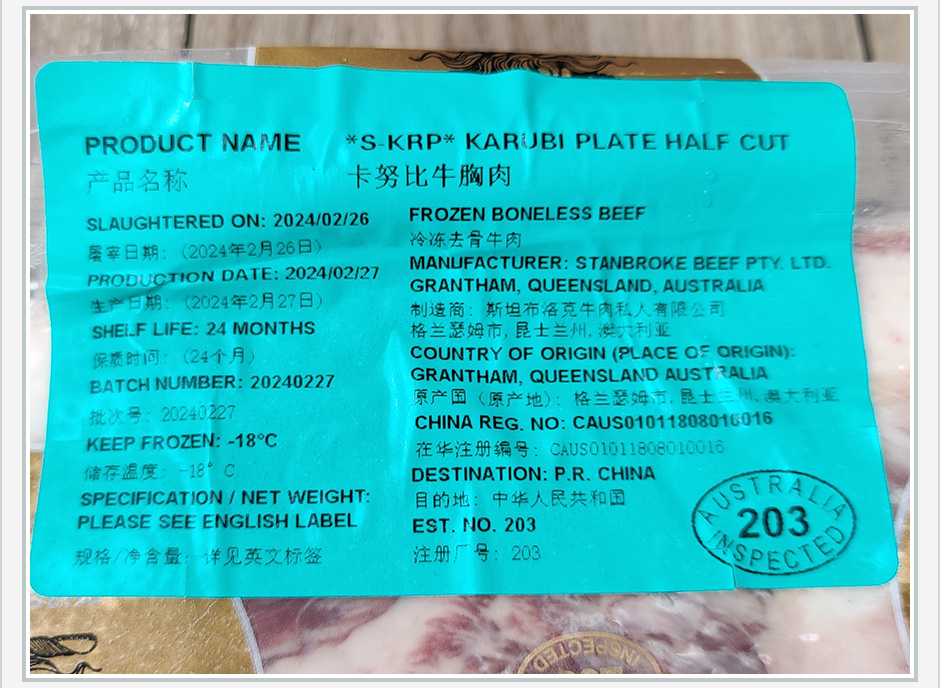 PRODUCT NAME *S-KRP* KARUBI PLATE HALF CUT
产品名称 卡努比牛胸肉
SLAUGHTERED ON: 2024/02/26
屠宰日期：（2024年2月26日）
PRODUCTION DATE: 2024/02/27
生产日期：（2024年2月27日）
SHELF LIFE: 24 MONTHS
保质时间：（24个月）
BATCH NUMBER: 20240227
批次号：20240227
KEEP FROZEN: -18°C
储存温度：-18°C
SPECIFICATION / NET WEIGHT:
PLEASE SEE ENGLISH LABEL
规格/净含量：详见英文标签
FROZEN BONELESS BEEF
冷冻去骨牛肉
MANUFACTURER: STANBROKE BEEF PTY. LTD.
GRANTHAM, QUEENSLAND, AUSTRALIA
制造商：斯坦布洛克牛肉私人有限公司
格兰瑟姆市, 昆士兰州, 澳大利亚
COUNTRY OF ORIGIN (PLACE OF ORIGIN):
GRANTHAM, QUEENSLAND AUSTRALIA
原产国（原产地）：格兰瑟姆市, 昆士兰州, 澳大利亚
CHINA REG. NO: CAUS01011808010016
在华注册编号：CAUS01011808010016
DESTINATION: P.R. CHINA
目的地：中华人民共和国
EST. NO. 203
注册厂号：203
AUSTRALIA
203
INSPECTED
INSPECTED